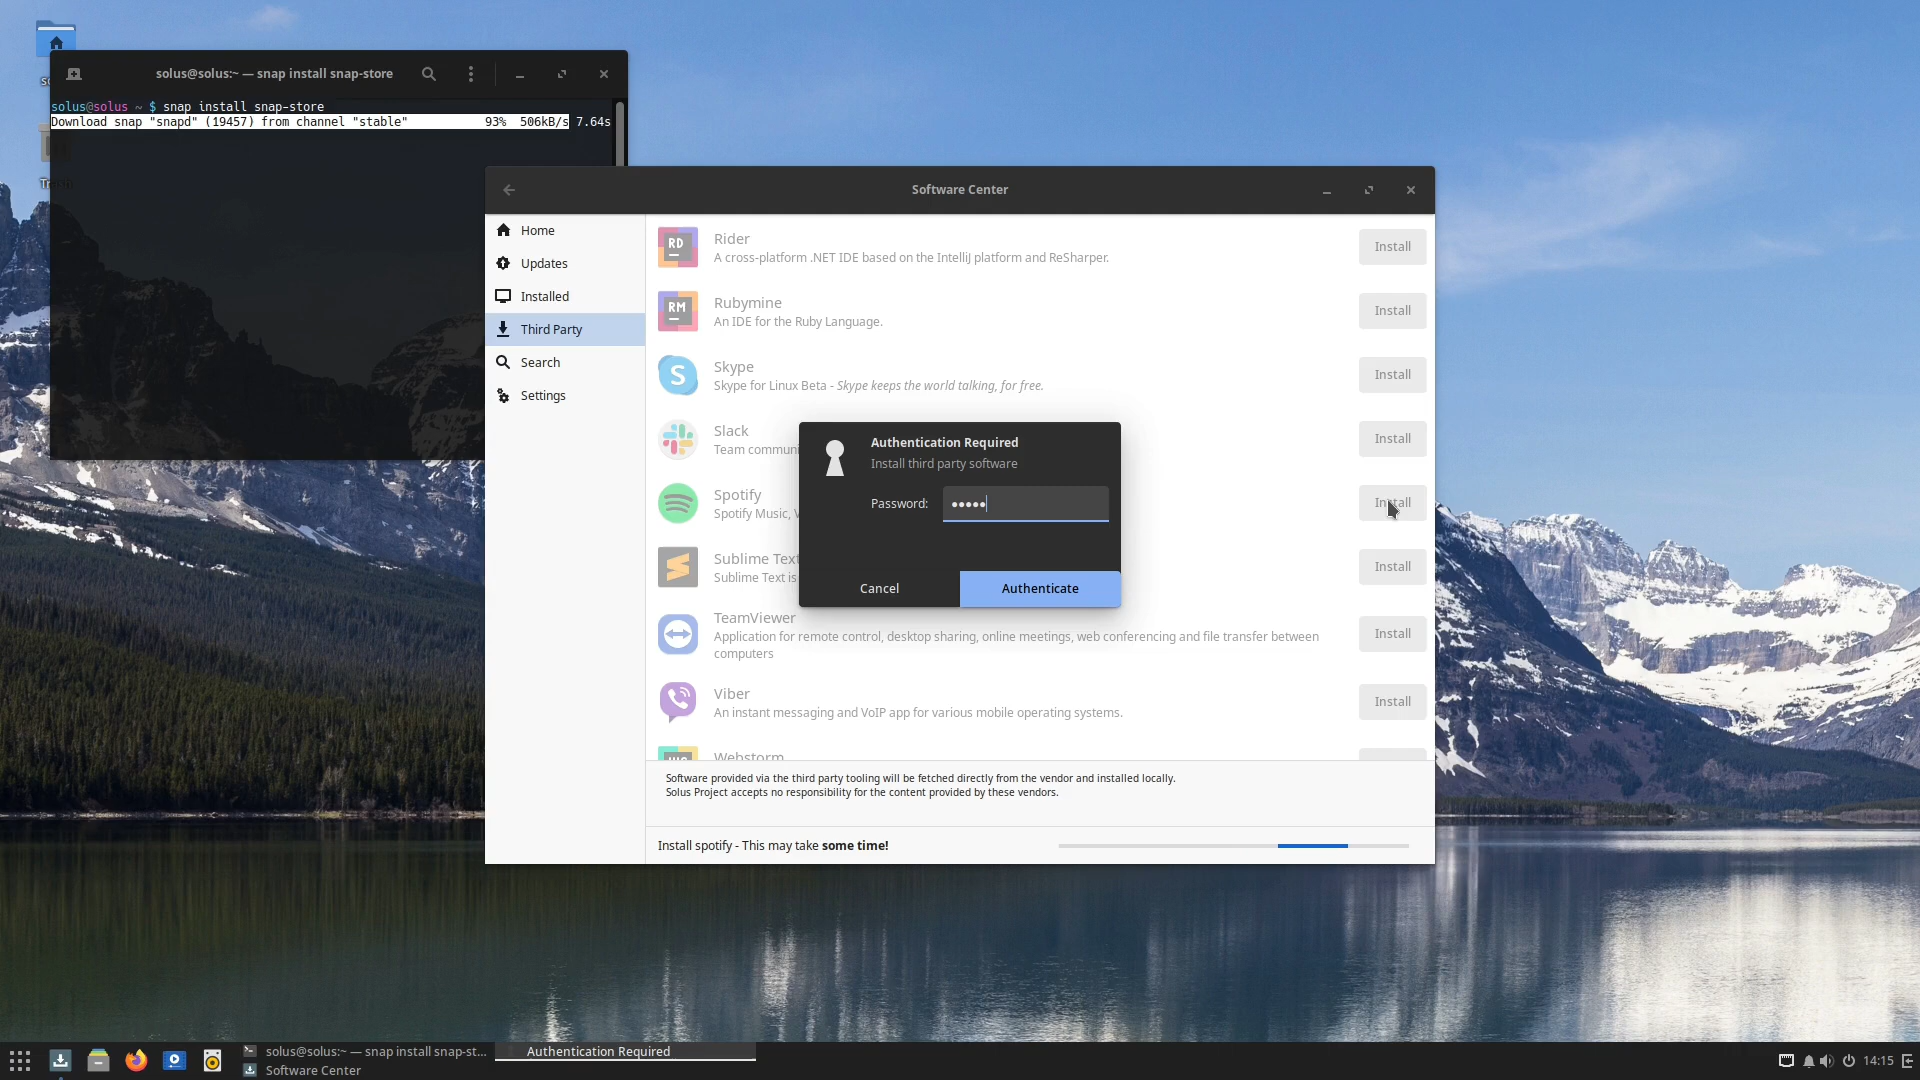 solus@solus:~ — snap install snap-store
solus@solus ~ $ snap install snap-store
Download snap "snapd" (19457) from channel "stable" 93% 506kB/s 7.64s
Software Center
Home
Updates
Installed
Third Party
Search
Settings
RD
Rider
A cross-platform .NET IDE based on the IntelliJ platform and ReSharper.
Install
RM
Rubymine
An IDE for the Ruby Language.
Install
Skype
Skype for Linux Beta - Skype keeps the world talking, for free.
Install
Slack
Team commun
Install
Spotify
Spotify Music, V
Install
Sublime Text
Sublime Text is
Install
TeamViewer
Application for remote control, desktop sharing, online meetings, web conferencing and file transfer between
computers
Install
Viber
An instant messaging and VoIP app for various mobile operating systems.
Install
Webstorm
Authentication Required
Install third party software
Password:
Cancel
Authenticate
Software provided via the third party tooling will be fetched directly from the vendor and installed locally.
Solus Project accepts no responsibility for the content provided by these vendors.
Install spotify - This may take some time!
solus@solus:~ — snap install snap-st...
Software Center
Authentication Required
14:15